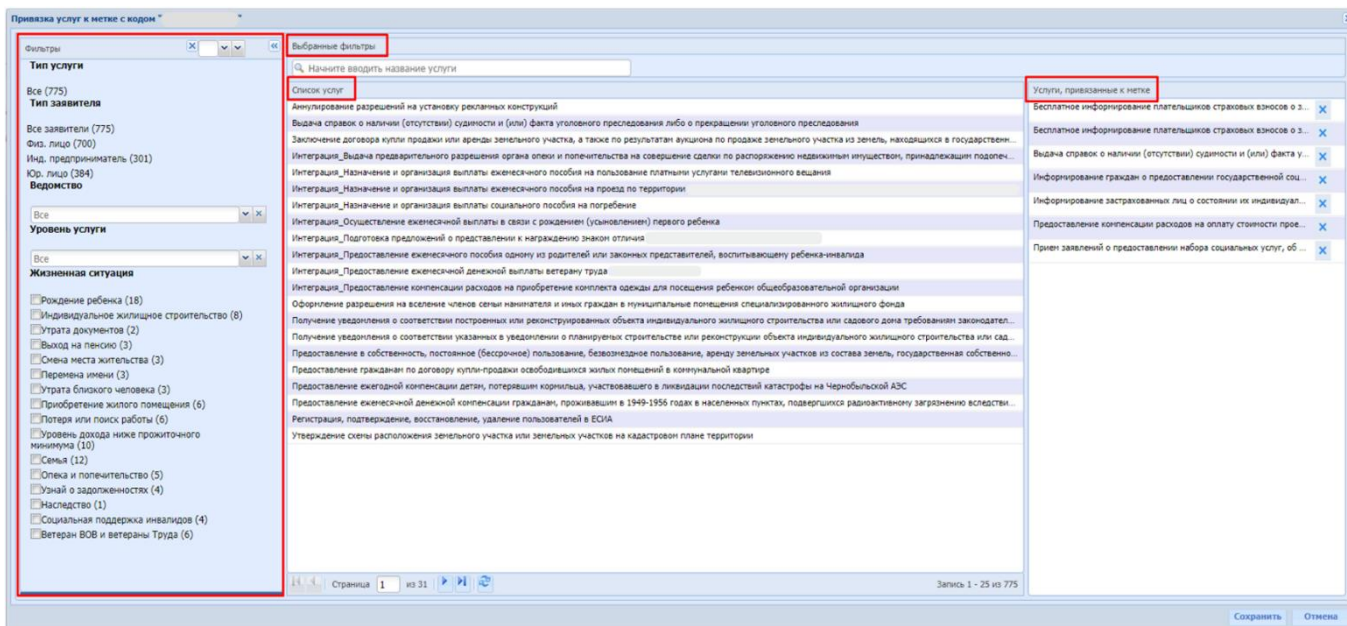 Привязка услуг к метке с кодом " "
Фильтры
Тип услуги
Все (775)
Тип заявителя
Все заявители (775)
Физ. лицо (700)
Инд. предприниматель (301)
Юр. лицо (384)
Ведомство
Все
Уровень услуги
Все
Жизненная ситуация
Рождение ребенка (18)
Индивидуальное жилищное строительство (8)
Утрата документов (2)
Выход на пенсию (3)
Смена места жительства (3)
Перемена имени (3)
Утрата близкого человека (3)
Приобретение жилого помещения (6)
Потеря или поиск работы (6)
Уровень дохода ниже прожиточного
минимума (10)
Семья (12)
Опека и попечительство (5)
Узнай о задолженностях (4)
Наследство (1)
Социальная поддержка инвалидов (4)
Ветеран ВОВ и ветераны Труда (6)
Выбранные фильтры
Начните вводить название услуги
Список услуг
Аннулирование разрешений на установку рекламных конструкций
Выдача справок о наличии (отсутствии) судимости и (или) факта уголовного преследования либо о прекращении уголовного преследования
Заключение договора купли продажи или аренды земельного участка, а также по результатам аукциона по продаже земельного участка из земель, находящихся в государственн...
Интеграция_Выдача предварительного разрешения органа опеки и попечительства на совершение сделки по распоряжению недвижимым имуществом, принадлежащим подопеч...
Интеграция_Назначение и организация выплаты ежемесячного пособия на пользование платными услугами телевизионного вещания
Интеграция_Назначение и организация выплаты ежемесячного пособия на проезд по территории
Интеграция_Назначение и организация выплаты социального пособия на погребение
Интеграция_Осуществление ежемесячной выплаты в связи с рождением (усыновлением) первого ребенка
Интеграция_Подготовка предложений о представлении к награждению знаком отличия
Интеграция_Предоставление ежемесячного пособия одному из родителей или законных представителей, воспитывающему ребенка-инвалида
Интеграция_Предоставление ежемесячной денежной выплаты ветерану труда
Интеграция_Предоставление компенсации расходов на приобретение комплекта одежды для посещения ребенком общеобразовательной организации
Оформление разрешения на вселение членов семьи нанимателя и иных граждан в муниципальные помещения специализированного жилищного фонда
Получение уведомления о соответствии построенных или реконструированных объекта индивидуального жилищного строительства или садового дома требованиям законодател...
Получение уведомления о соответствии указанных в уведомлении о планируемых строительстве или реконструкции объекта индивидуального жилищного строительства или сад...
Предоставление в собственность, постоянное (бессрочное) пользование, безвозмездное пользование, аренду земельных участков из состава земель, государственная собственно...
Предоставление гражданам по договору купли-продажи освободившихся жилых помещений в коммунальной квартире
Предоставление ежегодной компенсации детям, потерявшим кормильца, участвовавшего в ликвидации последствий катастрофы на Чернобыльской АЭС
Предоставление ежемесячной денежной компенсации гражданам, проживавшим в 1949-1956 годах в населенных пунктах, подвергшихся радиоактивному загрязнению вследстви...
Регистрация, подтверждение, восстановление, удаление пользователей в ЕСИА
Утверждение схемы расположения земельного участка или земельных участков на кадастровом плане территории
Страница 1 из 31
Запись 1 - 25 из 775
Услуги, привязанные к метке
Бесплатное информирование плательщиков страховых взносов о з...
Бесплатное информирование плательщиков страховых взносов о з...
Выдача справок о наличии (отсутствии) судимости и (или) факта у...
Информирование граждан о предоставлении государственной соц...
Информирование застрахованных лиц о состоянии их индивидуал...
Предоставление компенсации расходов на оплату стоимости прое...
Прием заявлений о предоставлении набора социальных услуг, об ...
Сохранить Отмена